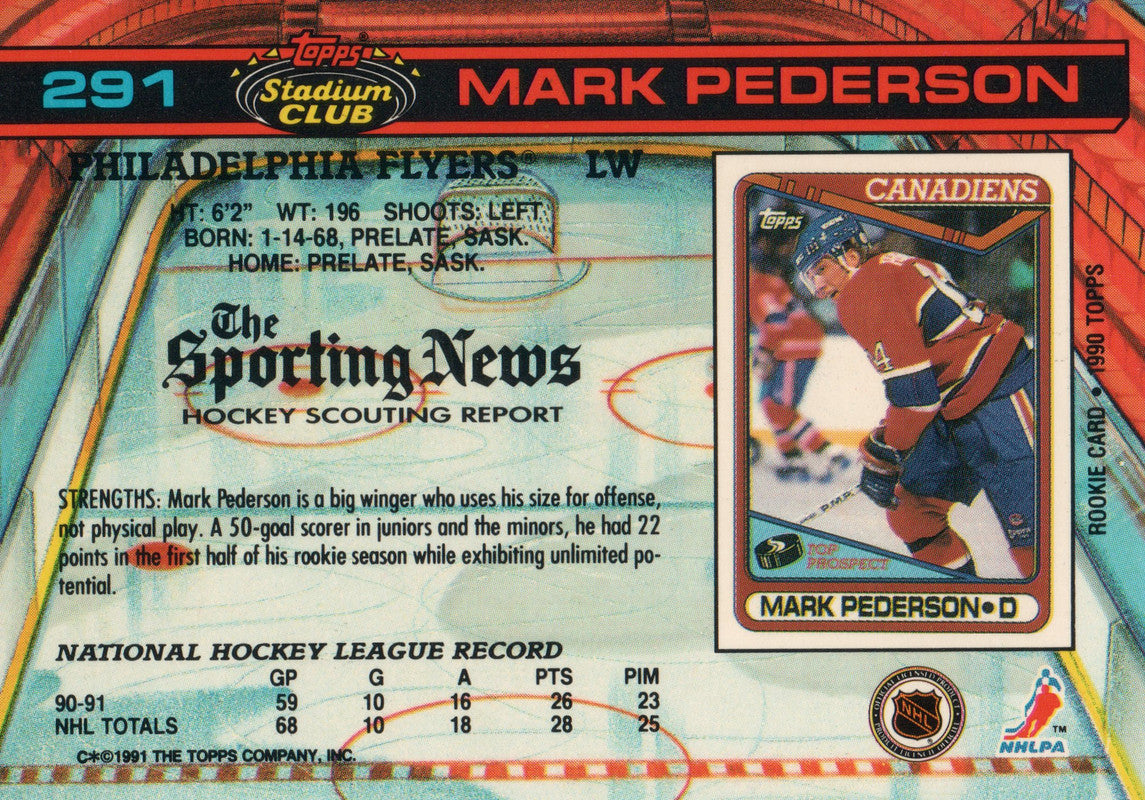 291
TOPPS
Stadium
CLUB
MARK PEDERSON
PHILADELPHIA FLYERS® LW
HT: 6'2" WT: 196 SHOOTS: LEFT
BORN: 1-14-68, PRELATE, SASK.
HOME: PRELATE, SASK.
The
Sporting News
HOCKEY SCOUTING REPORT
STRENGTHS: Mark Pederson is a big winger who uses his size for offense,
not physical play. A 50-goal scorer in juniors and the minors, he had 22
points in the first half of his rookie season while exhibiting unlimited po-
tential.
NATIONAL HOCKEY LEAGUE RECORD
GP G A PTS PIM
90-91 59 10 16 26 23
NHL TOTALS 68 10 18 28 25
C*©1991 THE TOPPS COMPANY, INC.
CANADIENS
TOPPS
TOP
PROSPECT
MARK PEDERSON•D
ROOKIE CARD • 1990 TOPPS
NHL
®
NHLPA
™